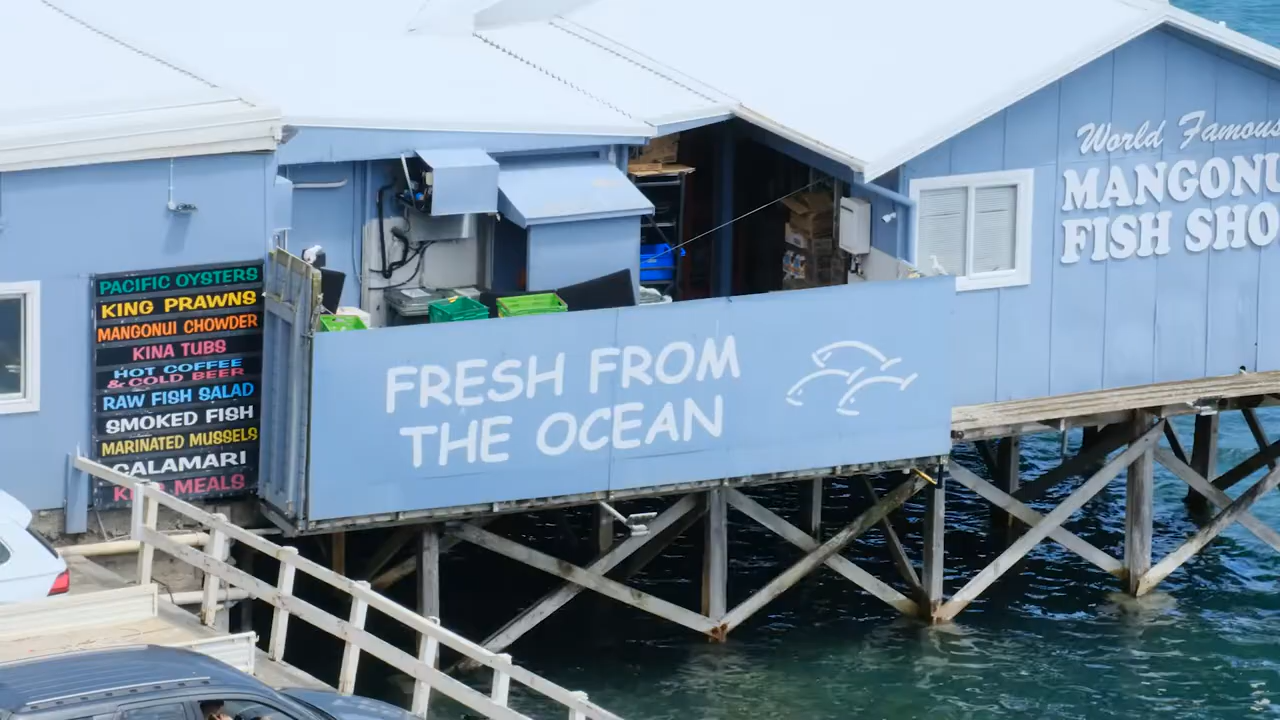 PACIFIC OYSTERS
KING PRAWNS
MANGONUI CHOWDER
KINA TUBS
HOT COFFEE
& COLD BEER
RAW FISH SALAD
SMOKED FISH
MARINATED MUSSELS
CALAMARI
MEALS
FRESH FROM
THE OCEAN
World Famous
MANGONU
FISH SHO